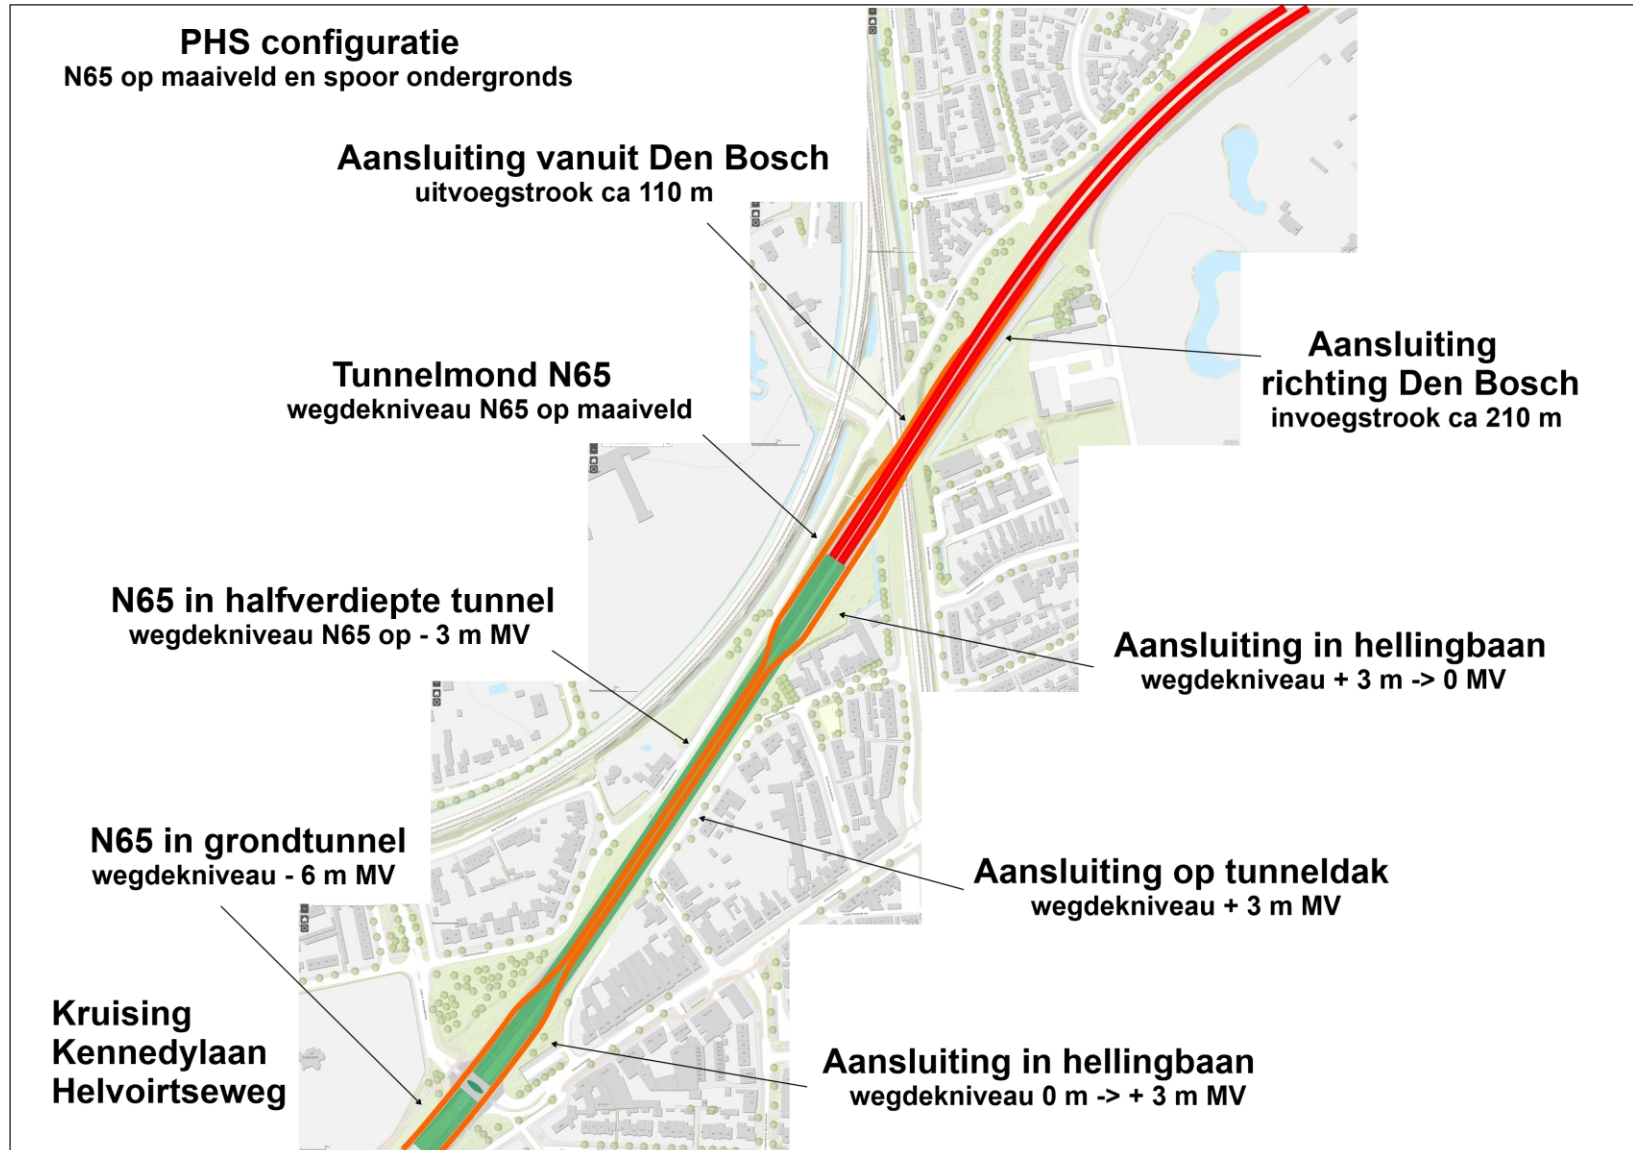 PHS configuratie
N65 op maaiveld en spoor ondergronds
Aansluiting vanuit Den Bosch
uitvoegstrook ca 110 m
Tunnelmond N65
wegdekniveau N65 op maaiveld
Aansluiting
richting Den Bosch
invoegstrook ca 210 m
N65 in halfverdiepte tunnel
wegdekniveau N65 op - 3 m MV
Aansluiting in hellingbaan
wegdekniveau + 3 m -> 0 MV
N65 in grondtunnel
wegdekniveau - 6 m MV
Aansluiting op tunneldak
wegdekniveau + 3 m MV
Kruising
Kennedylaan
Helvoirtseweg
Aansluiting in hellingbaan
wegdekniveau 0 m -> + 3 m MV